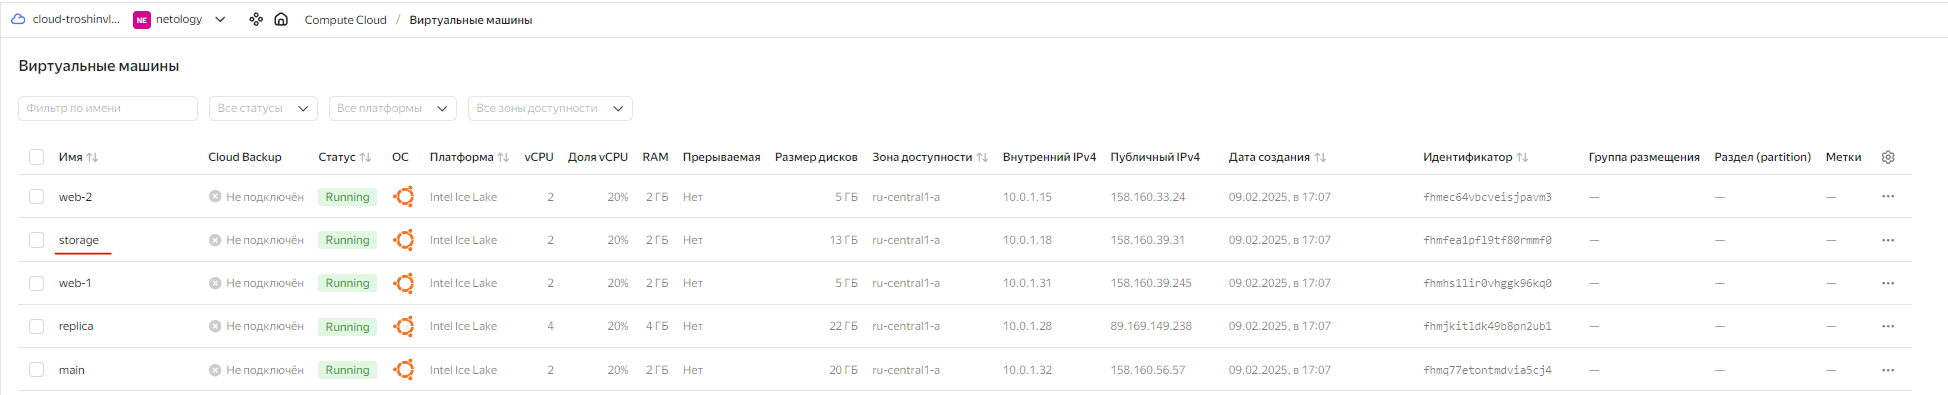 cloud-troshinvl... NE netology Compute Cloud / Виртуальные машины
Виртуальные машины
Фильтр по имени Все статусы Все платформы Все зоны доступности
Имя Cloud Backup Статус ОС Платформа vCPU Доля vCPU RAM Прерываемая Размер дисков Зона доступности Внутренний IPv4 Публичный IPv4 Дата создания Идентификатор Группа размещения Раздел (partition) Метки
web-2 Не подключён Running Intel Ice Lake 2 20% 2 ГБ Нет 5 ГБ ru-central1-a 10.0.1.15 158.160.33.24 09.02.2025, в 17:07 fhmec64vbcveisjpavm3 — — —
storage Не подключён Running Intel Ice Lake 2 20% 2 ГБ Нет 13 ГБ ru-central1-a 10.0.1.18 158.160.39.31 09.02.2025, в 17:07 fhmfea1pfl9tf80rmmf0 — — —
web-1 Не подключён Running Intel Ice Lake 2 20% 2 ГБ Нет 5 ГБ ru-central1-a 10.0.1.31 158.160.39.245 09.02.2025, в 17:07 fhmhs1lir0vhggk96kq0 — — —
replica Не подключён Running Intel Ice Lake 4 20% 4 ГБ Нет 22 ГБ ru-central1-a 10.0.1.28 89.169.149.238 09.02.2025, в 17:07 fhmjkitldk49b8pn2ub1 — — —
main Не подключён Running Intel Ice Lake 2 20% 2 ГБ Нет 20 ГБ ru-central1-a 10.0.1.32 158.160.56.57 09.02.2025, в 17:07 fhmq77etontmdvia5cj4 — — —